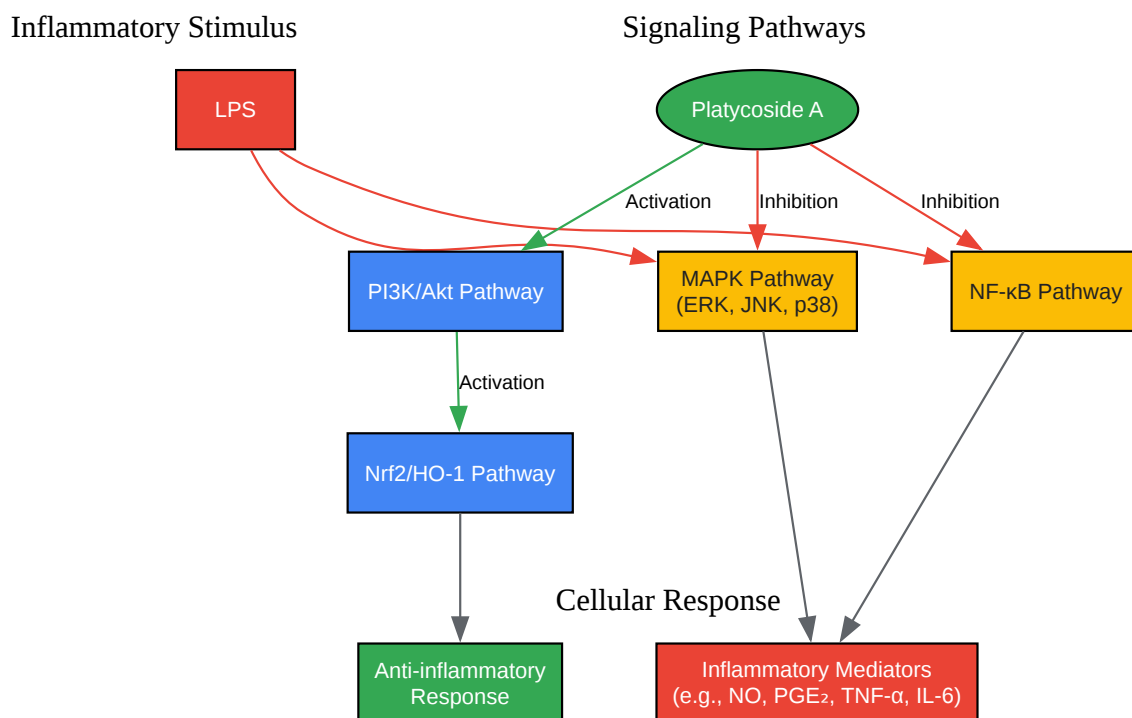 Inflammatory Stimulus
Signaling Pathways
LPS
Platycoside A
Activation
Inhibition
Inhibition
PI3K/Akt Pathway
MAPK Pathway
(ERK, JNK, p38)
NF-κB Pathway
Activation
Nrf2/HO-1 Pathway
Cellular Response
Anti-inflammatory
Response
Inflammatory Mediators
(e.g., NO, PGE₂, TNF-α, IL-6)